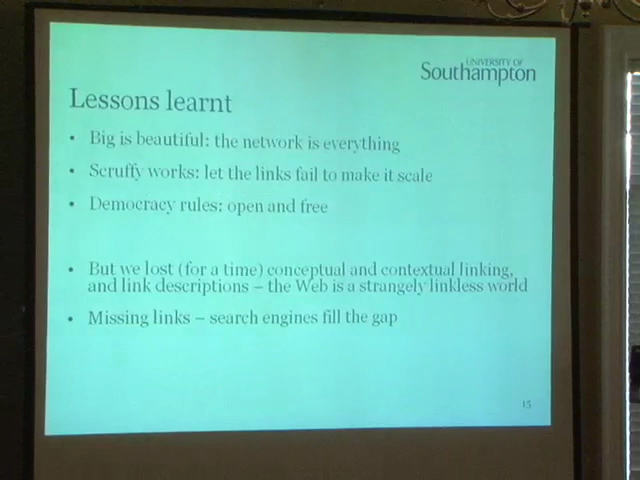 UNIVERSITY OF
Southampton
Lessons learnt
• Big is beautiful: the network is everything
• Scruffy works: let the links fail to make it scale
• Democracy rules: open and free
• But we lost (for a time) conceptual and contextual linking,
and link descriptions – the Web is a strangely linkless world
• Missing links – search engines fill the gap
15